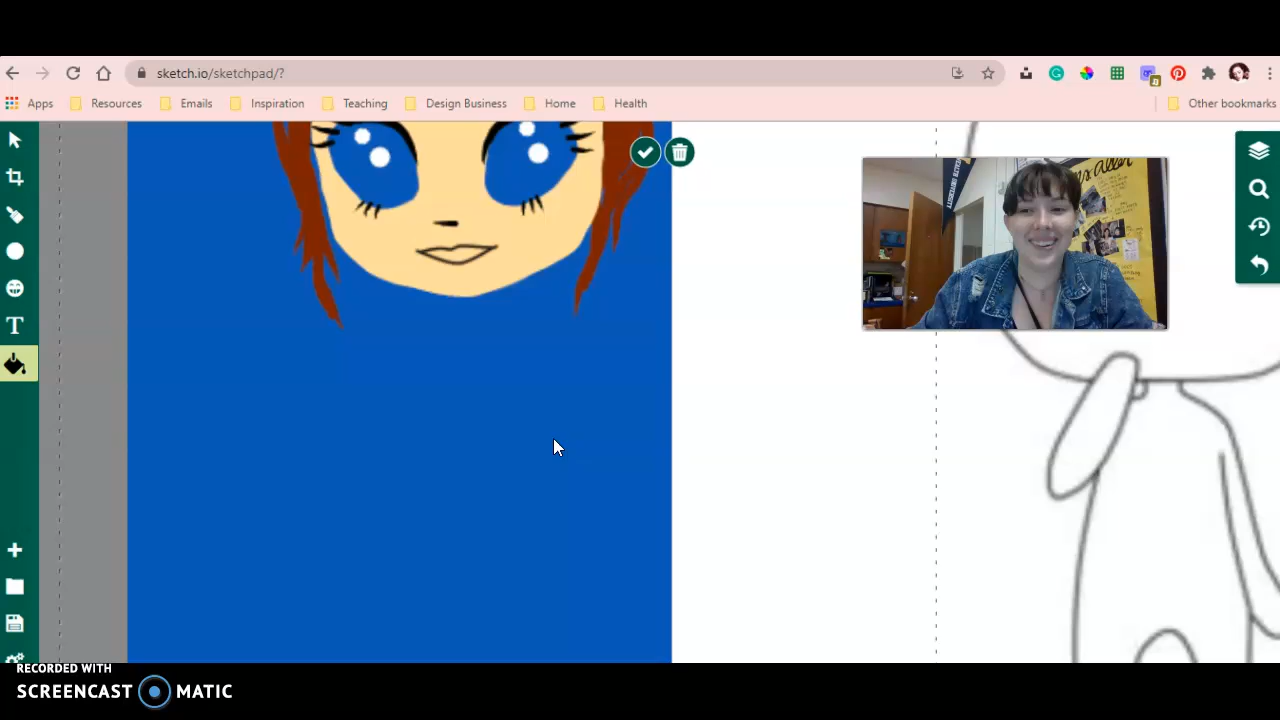 sketch.io/sketchpad/?
Apps Resources Emails Inspiration Teaching Design Business Home Health Other bookmarks
T
RECORDED WITH
SCREENCAST MATIC